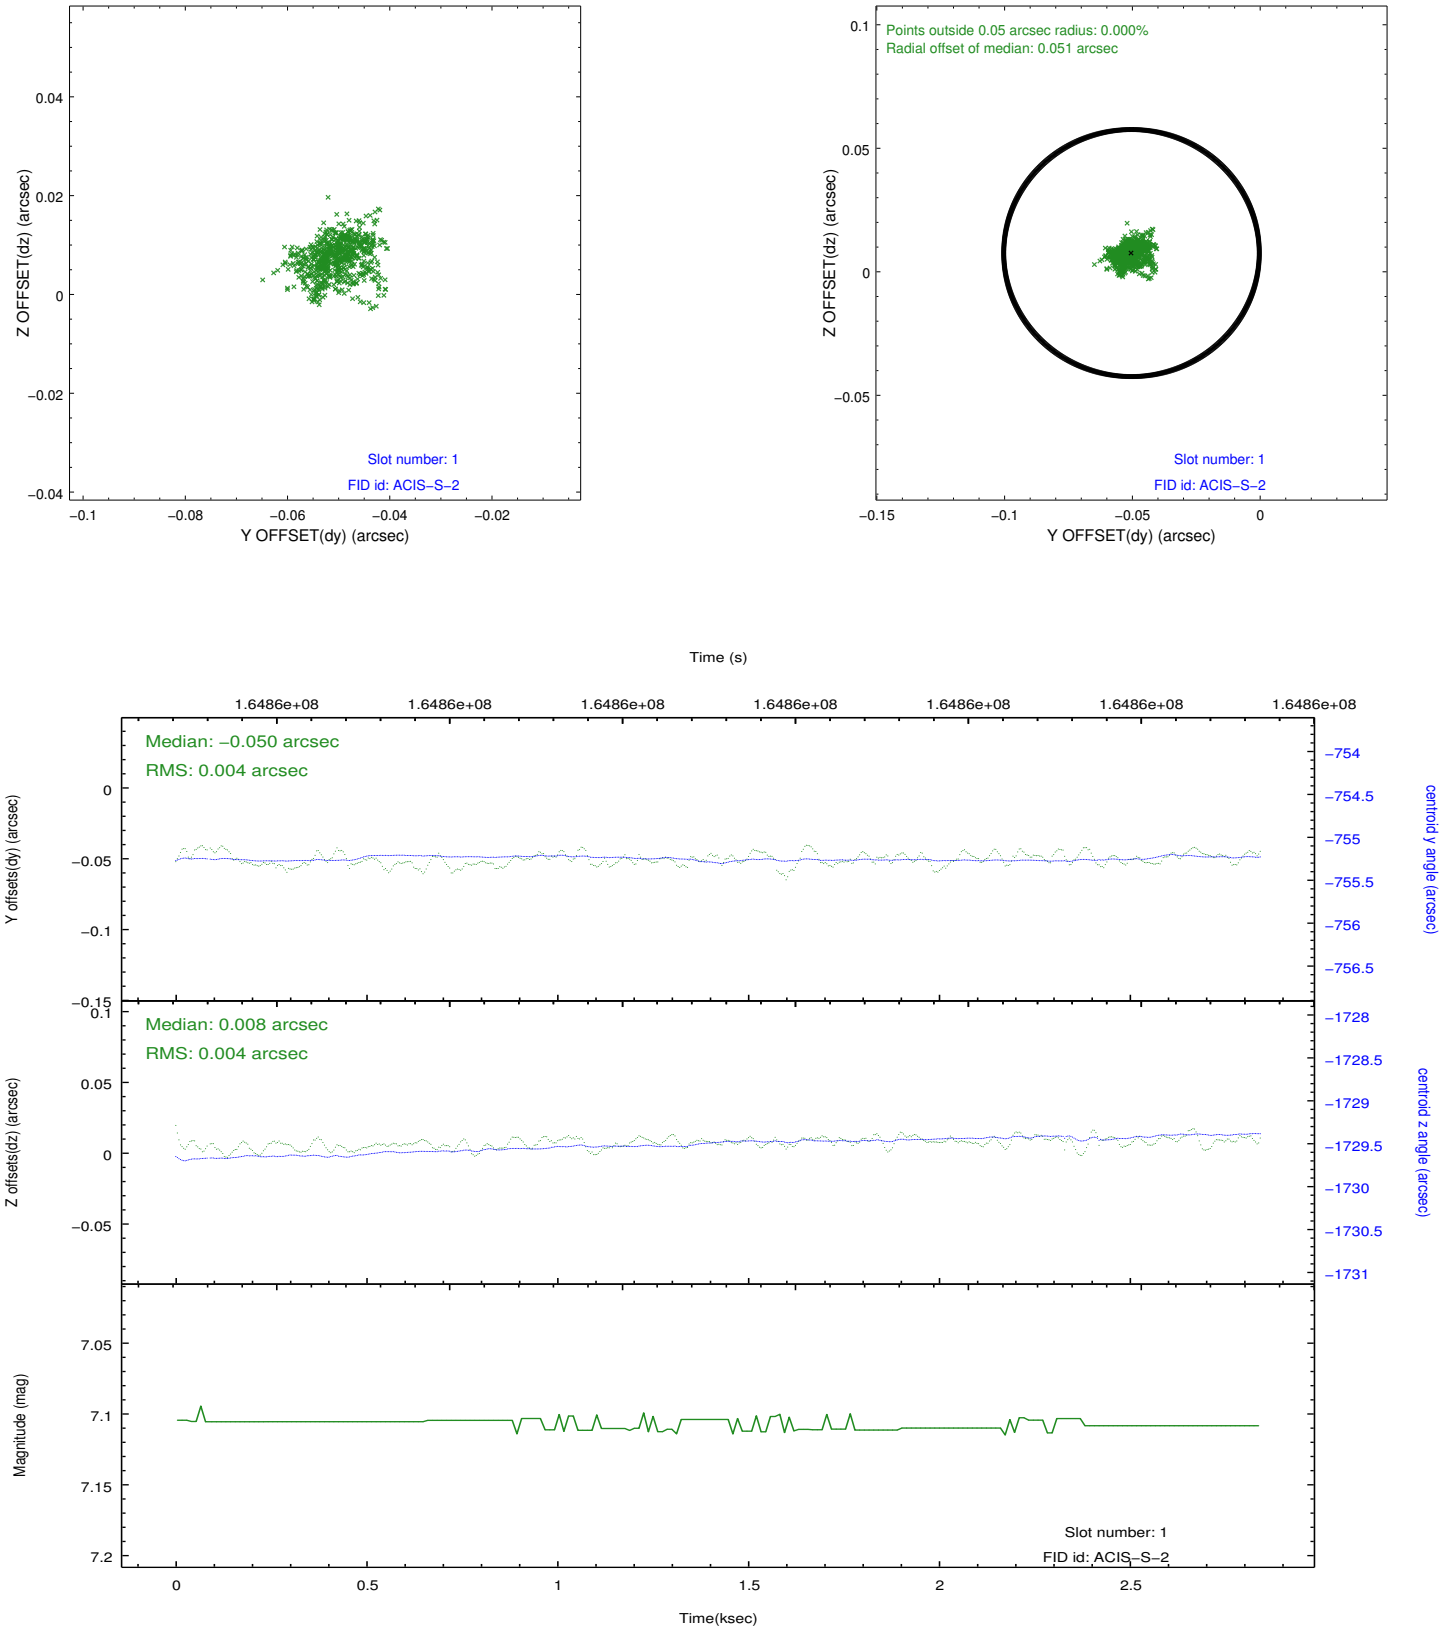 Points outside 0.05 arcsec radius: 0.000%
Radial offset of median: 0.051 arcsec
0.04
0.02
0
−0.02
−0.04
Z OFFSET(dz) (arcsec)
Slot number: 1
FID id: ACIS−S−2
−0.1 −0.08 −0.06 −0.04 −0.02
Y OFFSET(dy) (arcsec)
0.1
0.05
0
−0.05
Z OFFSET(dz) (arcsec)
Slot number: 1
FID id: ACIS−S−2
−0.15 −0.1 −0.05 0
Y OFFSET(dy) (arcsec)
Time (s)
1.6486e+08 1.6486e+08 1.6486e+08 1.6486e+08 1.6486e+08 1.6486e+08 1.6486e+08
Median: −0.050 arcsec
RMS: 0.004 arcsec
0
−0.05
−0.1
−0.15
Y offsets(dy) (arcsec)
−754
−754.5
−755
−755.5
−756
−756.5
centroid y angle (arcsec)
Median: 0.008 arcsec
RMS: 0.004 arcsec
0.1
0.05
0
−0.05
Z offsets(dz) (arcsec)
−1728
−1728.5
−1729
−1729.5
−1730
−1730.5
−1731
centroid z angle (arcsec)
7.05
7.1
7.15
7.2
Magnitude (mag)
Slot number: 1
FID id: ACIS−S−2
0 0.5 1 1.5 2 2.5
Time(ksec)